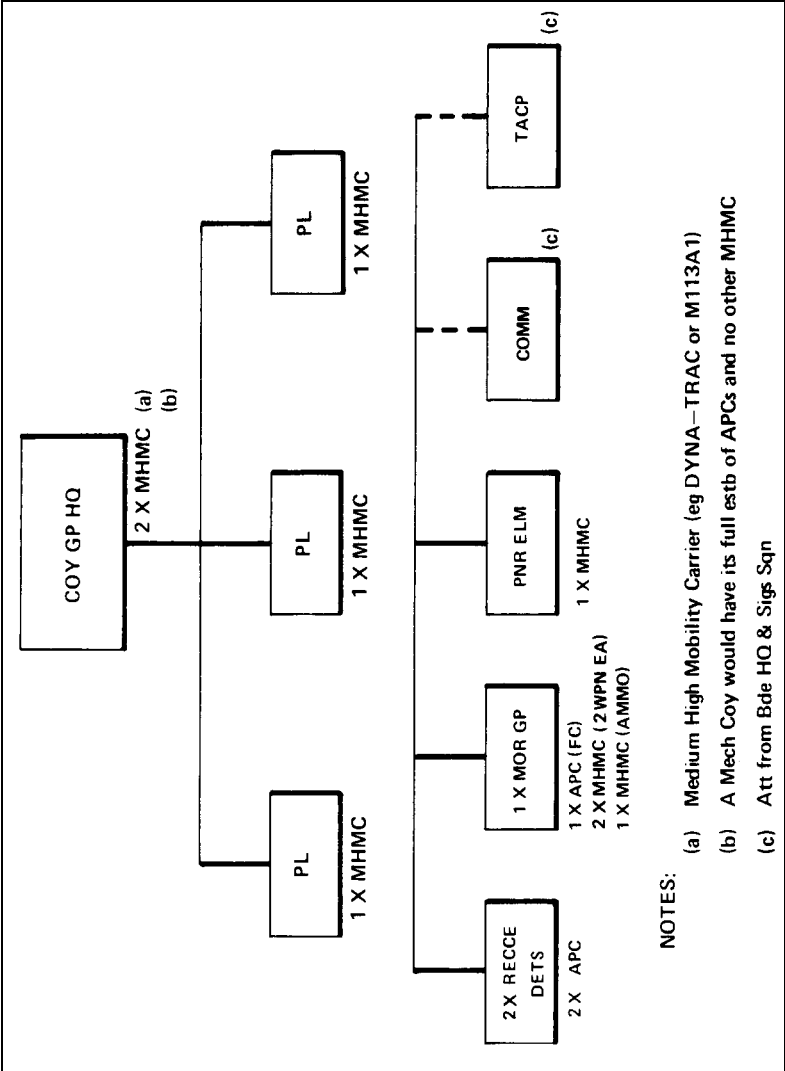 COY GP HQ
2 X MHMC (a)
(b)
PL
1 X MHMC
PL
1 X MHMC
PL
1 X MHMC
2 X RECCE
DETS
2 X APC
1 X MOR GP
1 X APC (FC)
2 X MHMC (2 WPN EA)
1 X MHMC (AMMO)
PNR ELM
1 X MHMC
COMM
(c)
TACP
(c)
NOTES:
(a) Medium High Mobility Carrier (eg DYNA-TRAC or M113A1)
(b) A Mech Coy would have its full estb of APCs and no other MHMC
(c) Att from Bde HQ & Sigs Sqn